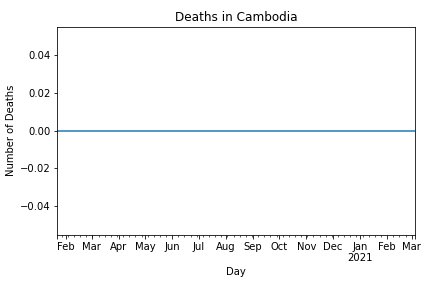 Deaths in Cambodia
Number of Deaths
0.04
0.02
0.00
−0.02
−0.04
Feb Mar Apr May Jun Jul Aug Sep Oct Nov Dec Jan Feb Mar
2021
Day